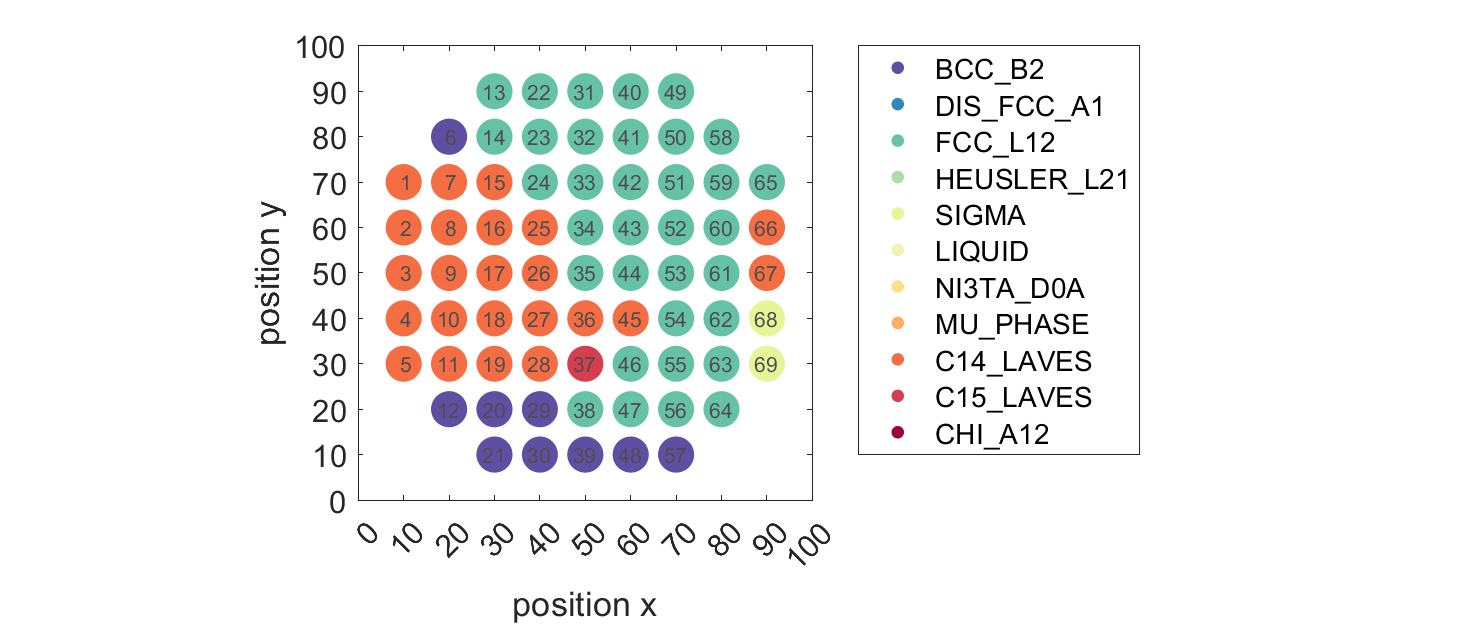 100
90
80
70
60
50
40
30
20
10
0
position y
13 22 31 40 49
6 14 23 32 41 50 58
1 7 15 24 33 42 51 59 65
2 8 16 25 34 43 52 60 66
3 9 17 26 35 44 53 61 67
4 10 18 27 36 45 54 62 68
5 11 19 28 37 46 55 63 69
12 20 29 38 47 56 64
21 30 39 48 57
0 10 20 30 40 50 60 70 80 90 100
position x
BCC_B2
DIS_FCC_A1
FCC_L12
HEUSLER_L21
SIGMA
LIQUID
NI3TA_D0A
MU_PHASE
C14_LAVES
C15_LAVES
CHI_A12